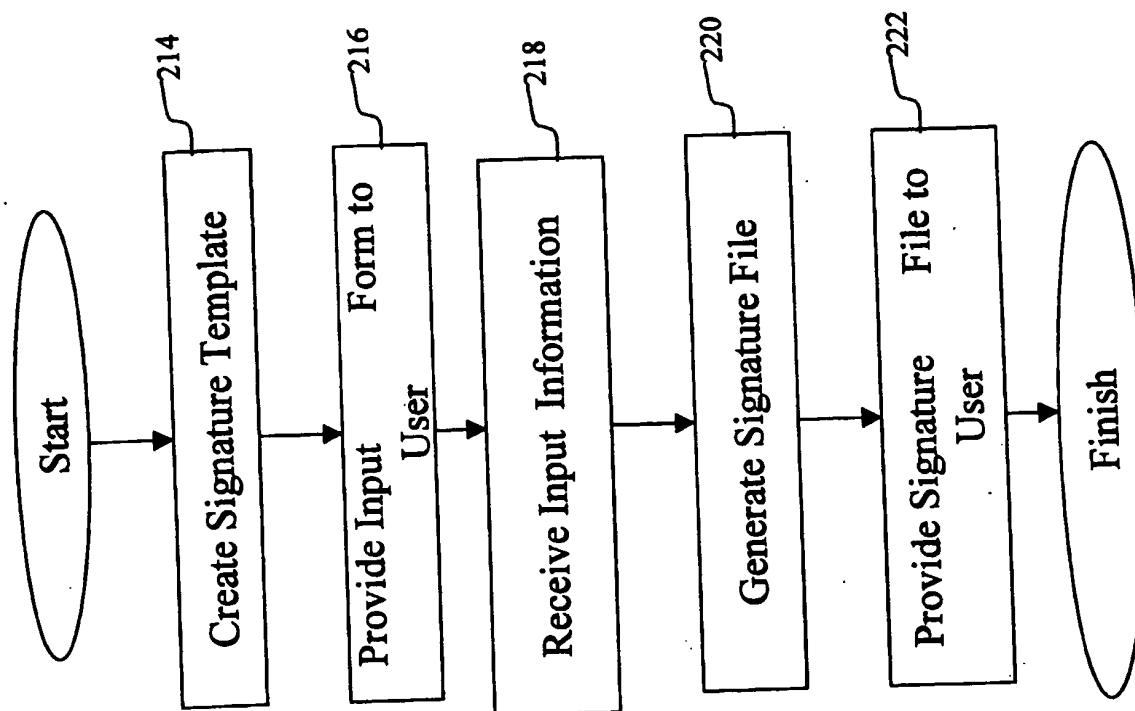 Start
214
Create Signature Template
216
Provide Input Form to
User
218
Receive Input Information
220
Generate Signature File
222
Provide Signature File to
User
Finish